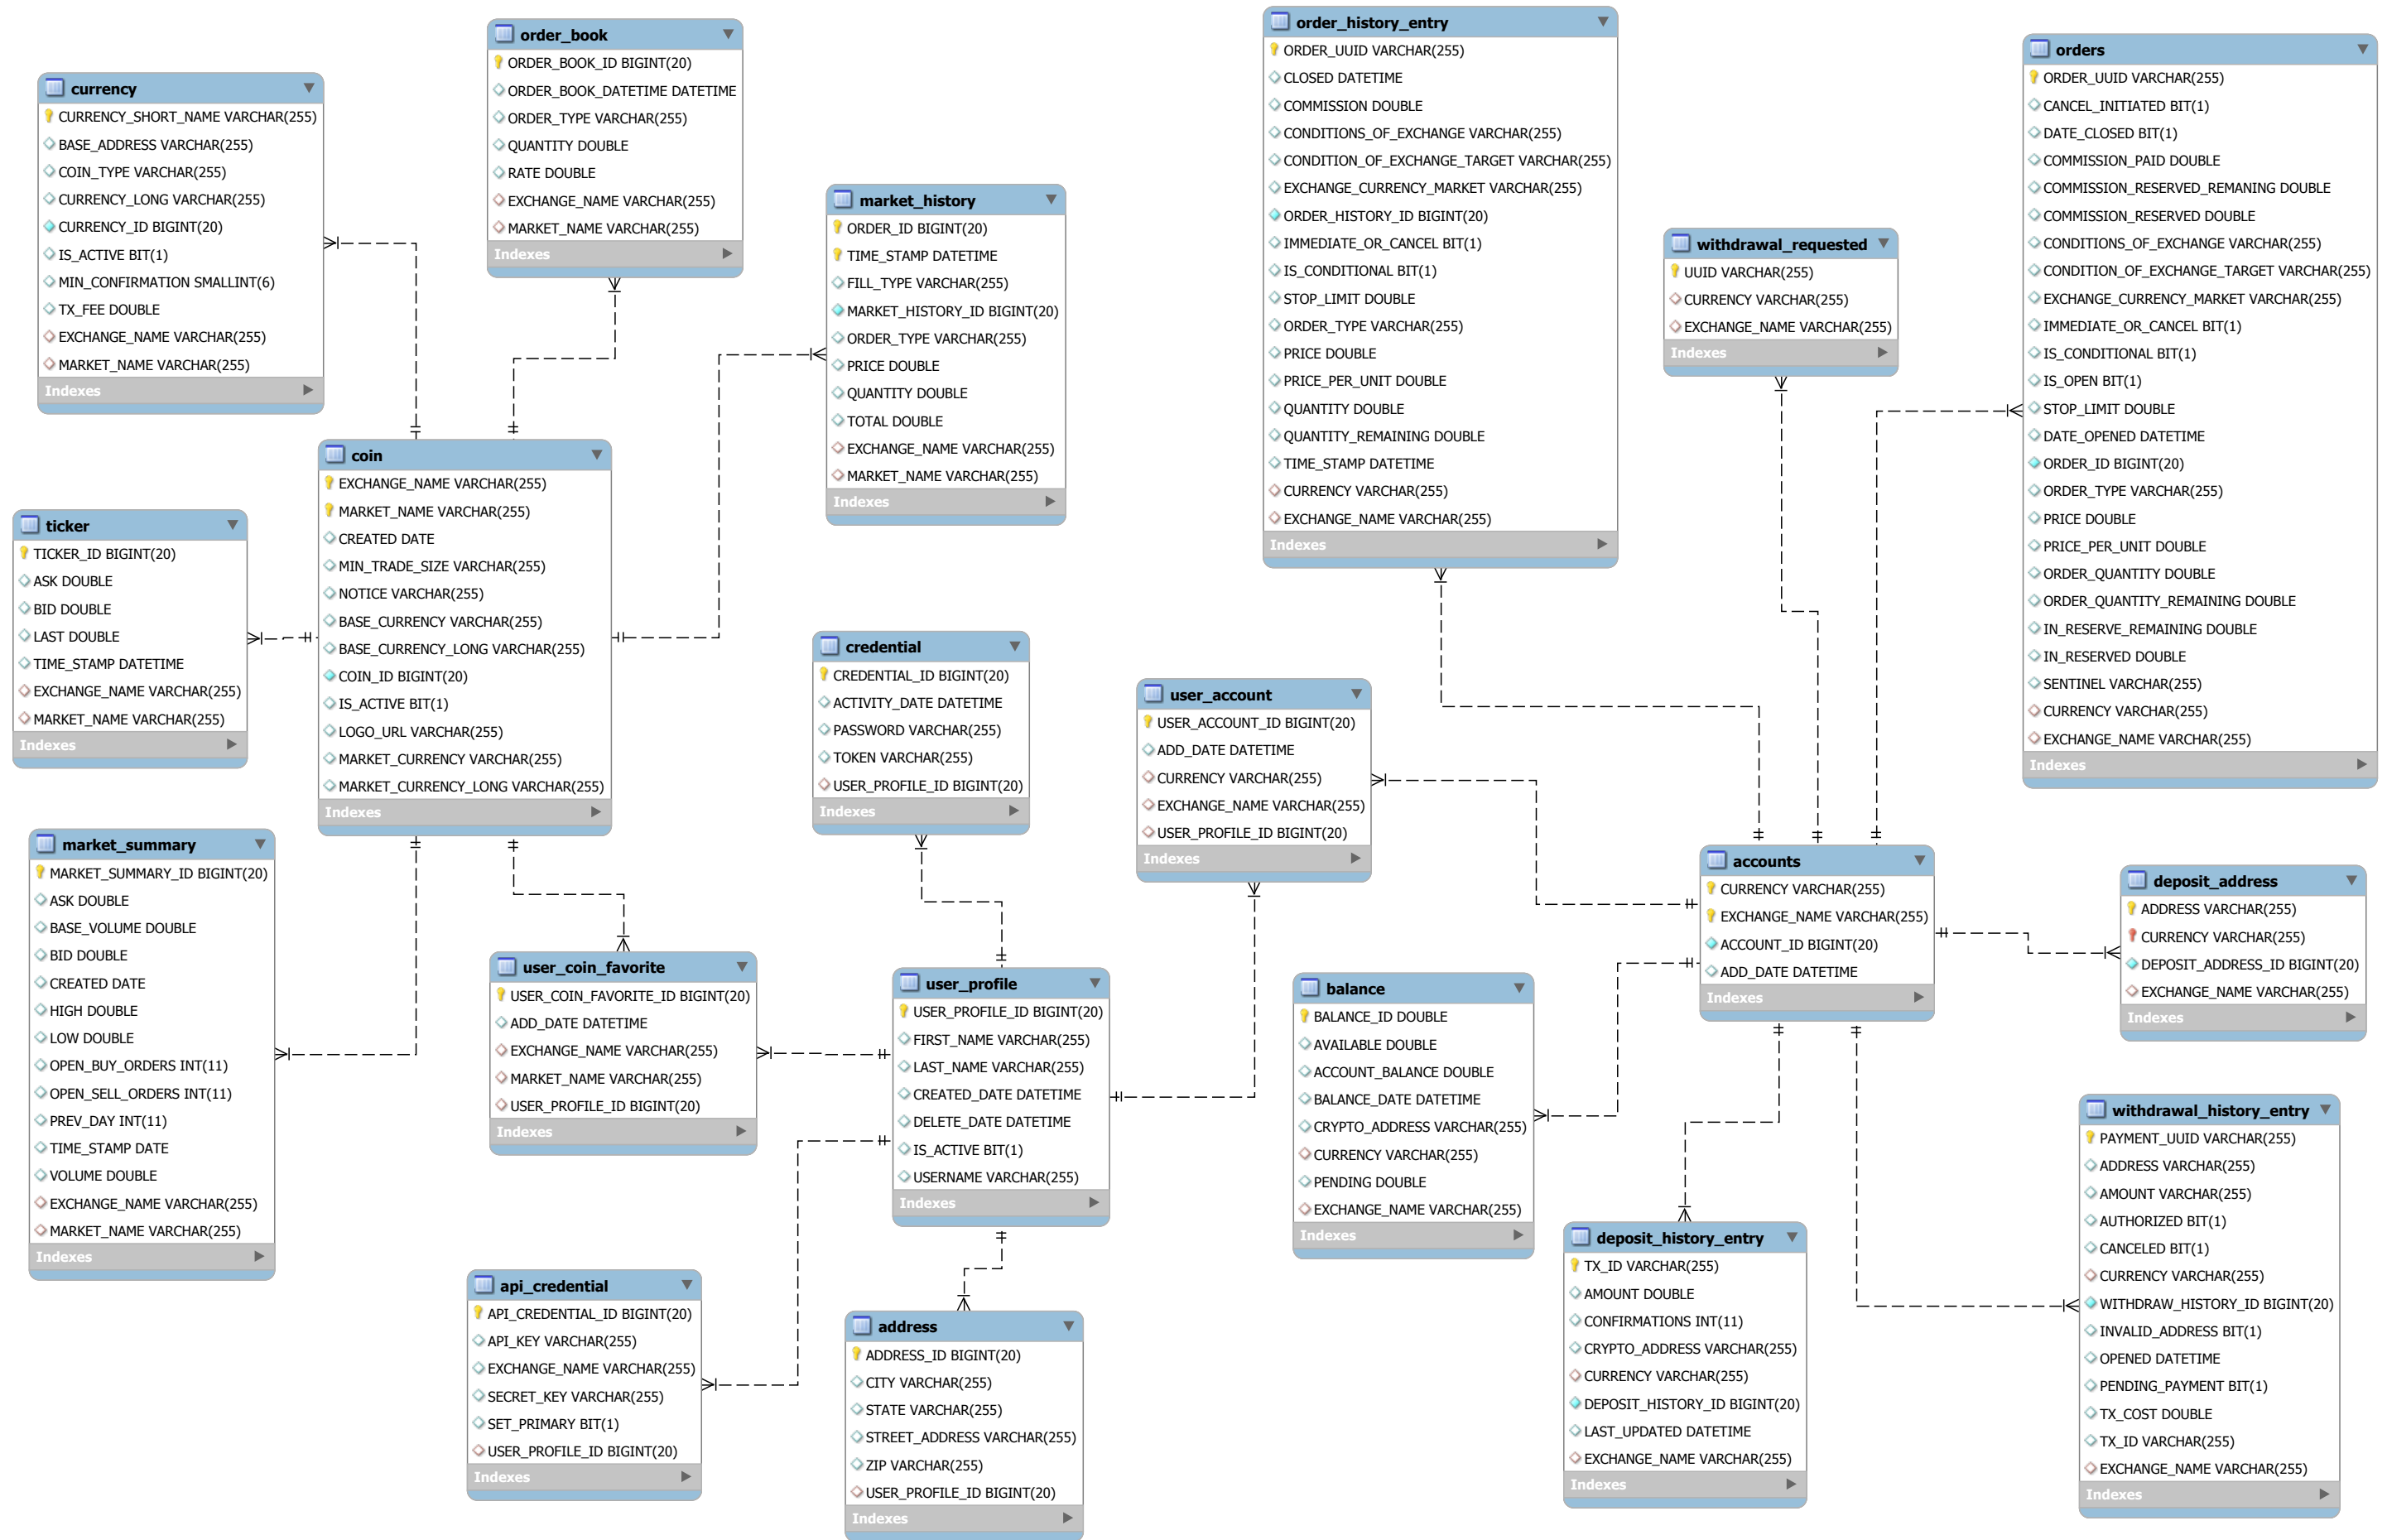 order_book
ORDER_BOOK_ID BIGINT(20)
ORDER_BOOK_DATETIME DATETIME
ORDER_TYPE VARCHAR(255)
QUANTITY DOUBLE
RATE DOUBLE
EXCHANGE_NAME VARCHAR(255)
MARKET_NAME VARCHAR(255)
Indexes
order_history_entry
ORDER_UUID VARCHAR(255)
CLOSED DATETIME
COMMISSION DOUBLE
CONDITIONS_OF_EXCHANGE VARCHAR(255)
CONDITION_OF_EXCHANGE_TARGET VARCHAR(255)
EXCHANGE_CURRENCY_MARKET VARCHAR(255)
ORDER_HISTORY_ID BIGINT(20)
IMMEDIATE_OR_CANCEL BIT(1)
IS_CONDITIONAL BIT(1)
STOP_LIMIT DOUBLE
ORDER_TYPE VARCHAR(255)
PRICE DOUBLE
PRICE_PER_UNIT DOUBLE
QUANTITY DOUBLE
QUANTITY_REMAINING DOUBLE
TIME_STAMP DATETIME
CURRENCY VARCHAR(255)
EXCHANGE_NAME VARCHAR(255)
Indexes
orders
ORDER_UUID VARCHAR(255)
CANCEL_INITIATED BIT(1)
DATE_CLOSED BIT(1)
COMMISSION_PAID DOUBLE
COMMISSION_RESERVED_REMANING DOUBLE
COMMISSION_RESERVED DOUBLE
CONDITIONS_OF_EXCHANGE VARCHAR(255)
CONDITION_OF_EXCHANGE_TARGET VARCHAR(255)
EXCHANGE_CURRENCY_MARKET VARCHAR(255)
IMMEDIATE_OR_CANCEL BIT(1)
IS_CONDITIONAL BIT(1)
IS_OPEN BIT(1)
STOP_LIMIT DOUBLE
DATE_OPENED DATETIME
ORDER_ID BIGINT(20)
ORDER_TYPE VARCHAR(255)
PRICE DOUBLE
PRICE_PER_UNIT DOUBLE
ORDER_QUANTITY DOUBLE
ORDER_QUANTITY_REMAINING DOUBLE
IN_RESERVE_REMAINING DOUBLE
IN_RESERVED DOUBLE
SENTINEL VARCHAR(255)
CURRENCY VARCHAR(255)
EXCHANGE_NAME VARCHAR(255)
Indexes
currency
CURRENCY_SHORT_NAME VARCHAR(255)
BASE_ADDRESS VARCHAR(255)
COIN_TYPE VARCHAR(255)
CURRENCY_LONG VARCHAR(255)
CURRENCY_ID BIGINT(20)
IS_ACTIVE BIT(1)
MIN_CONFIRMATION SMALLINT(6)
TX_FEE DOUBLE
EXCHANGE_NAME VARCHAR(255)
MARKET_NAME VARCHAR(255)
Indexes
market_history
ORDER_ID BIGINT(20)
TIME_STAMP DATETIME
FILL_TYPE VARCHAR(255)
MARKET_HISTORY_ID BIGINT(20)
ORDER_TYPE VARCHAR(255)
PRICE DOUBLE
QUANTITY DOUBLE
TOTAL DOUBLE
EXCHANGE_NAME VARCHAR(255)
MARKET_NAME VARCHAR(255)
Indexes
withdrawal_requested
UUID VARCHAR(255)
CURRENCY VARCHAR(255)
EXCHANGE_NAME VARCHAR(255)
Indexes
coin
EXCHANGE_NAME VARCHAR(255)
MARKET_NAME VARCHAR(255)
CREATED DATE
MIN_TRADE_SIZE VARCHAR(255)
NOTICE VARCHAR(255)
BASE_CURRENCY VARCHAR(255)
BASE_CURRENCY_LONG VARCHAR(255)
COIN_ID BIGINT(20)
IS_ACTIVE BIT(1)
LOGO_URL VARCHAR(255)
MARKET_CURRENCY VARCHAR(255)
MARKET_CURRENCY_LONG VARCHAR(255)
Indexes
ticker
TICKER_ID BIGINT(20)
ASK DOUBLE
BID DOUBLE
LAST DOUBLE
TIME_STAMP DATETIME
EXCHANGE_NAME VARCHAR(255)
MARKET_NAME VARCHAR(255)
Indexes
credential
CREDENTIAL_ID BIGINT(20)
ACTIVITY_DATE DATETIME
PASSWORD VARCHAR(255)
TOKEN VARCHAR(255)
USER_PROFILE_ID BIGINT(20)
Indexes
user_account
USER_ACCOUNT_ID BIGINT(20)
ADD_DATE DATETIME
CURRENCY VARCHAR(255)
EXCHANGE_NAME VARCHAR(255)
USER_PROFILE_ID BIGINT(20)
Indexes
market_summary
MARKET_SUMMARY_ID BIGINT(20)
ASK DOUBLE
BASE_VOLUME DOUBLE
BID DOUBLE
CREATED DATE
HIGH DOUBLE
LOW DOUBLE
OPEN_BUY_ORDERS INT(11)
OPEN_SELL_ORDERS INT(11)
PREV_DAY INT(11)
TIME_STAMP DATE
VOLUME DOUBLE
EXCHANGE_NAME VARCHAR(255)
MARKET_NAME VARCHAR(255)
Indexes
accounts
CURRENCY VARCHAR(255)
EXCHANGE_NAME VARCHAR(255)
ACCOUNT_ID BIGINT(20)
ADD_DATE DATETIME
Indexes
deposit_address
ADDRESS VARCHAR(255)
CURRENCY VARCHAR(255)
DEPOSIT_ADDRESS_ID BIGINT(20)
EXCHANGE_NAME VARCHAR(255)
Indexes
user_coin_favorite
USER_COIN_FAVORITE_ID BIGINT(20)
ADD_DATE DATETIME
EXCHANGE_NAME VARCHAR(255)
MARKET_NAME VARCHAR(255)
USER_PROFILE_ID BIGINT(20)
Indexes
user_profile
USER_PROFILE_ID BIGINT(20)
FIRST_NAME VARCHAR(255)
LAST_NAME VARCHAR(255)
CREATED_DATE DATETIME
DELETE_DATE DATETIME
IS_ACTIVE BIT(1)
USERNAME VARCHAR(255)
Indexes
balance
BALANCE_ID DOUBLE
AVAILABLE DOUBLE
ACCOUNT_BALANCE DOUBLE
BALANCE_DATE DATETIME
CRYPTO_ADDRESS VARCHAR(255)
CURRENCY VARCHAR(255)
PENDING DOUBLE
EXCHANGE_NAME VARCHAR(255)
Indexes
withdrawal_history_entry
PAYMENT_UUID VARCHAR(255)
ADDRESS VARCHAR(255)
AMOUNT VARCHAR(255)
AUTHORIZED BIT(1)
CANCELED BIT(1)
CURRENCY VARCHAR(255)
WITHDRAW_HISTORY_ID BIGINT(20)
INVALID_ADDRESS BIT(1)
OPENED DATETIME
PENDING_PAYMENT BIT(1)
TX_COST DOUBLE
TX_ID VARCHAR(255)
EXCHANGE_NAME VARCHAR(255)
Indexes
deposit_history_entry
TX_ID VARCHAR(255)
AMOUNT DOUBLE
CONFIRMATIONS INT(11)
CRYPTO_ADDRESS VARCHAR(255)
CURRENCY VARCHAR(255)
DEPOSIT_HISTORY_ID BIGINT(20)
LAST_UPDATED DATETIME
EXCHANGE_NAME VARCHAR(255)
Indexes
api_credential
API_CREDENTIAL_ID BIGINT(20)
API_KEY VARCHAR(255)
EXCHANGE_NAME VARCHAR(255)
SECRET_KEY VARCHAR(255)
SET_PRIMARY BIT(1)
USER_PROFILE_ID BIGINT(20)
Indexes
address
ADDRESS_ID BIGINT(20)
CITY VARCHAR(255)
STATE VARCHAR(255)
STREET_ADDRESS VARCHAR(255)
ZIP VARCHAR(255)
USER_PROFILE_ID BIGINT(20)
Indexes